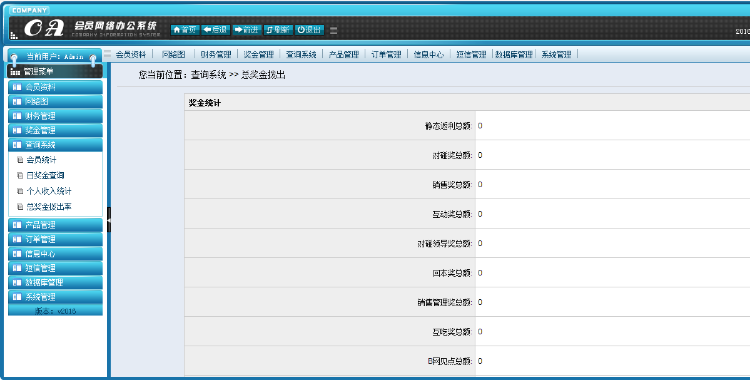 COMPANY
OA 会员网络办公系统
COMPANY INFORMATION SYSTEM
首页 后退 前进 刷新 退出
2010
当前用户: Admin
会员资料 网络图 财务管理 奖金管理 查询系统 产品管理 订单管理 信息中心 短信管理 数据库管理 系统管理
管理菜单
会员资料
网络图
财务管理
奖金管理
查询系统
会员统计
日奖金查询
个人收入统计
总奖金拨出率
产品管理
订单管理
信息中心
短信管理
数据库管理
系统管理
版本: v2010
您当前位置：查询系统 >> 总奖金拨出
奖金统计
静态返利总额: 0
对碰奖总额: 0
销售奖总额: 0
互动奖总额: 0
对碰领导奖总额: 0
回本奖总额: 0
销售管理奖总额: 0
互吃奖总额: 0
B网见点总额: 0